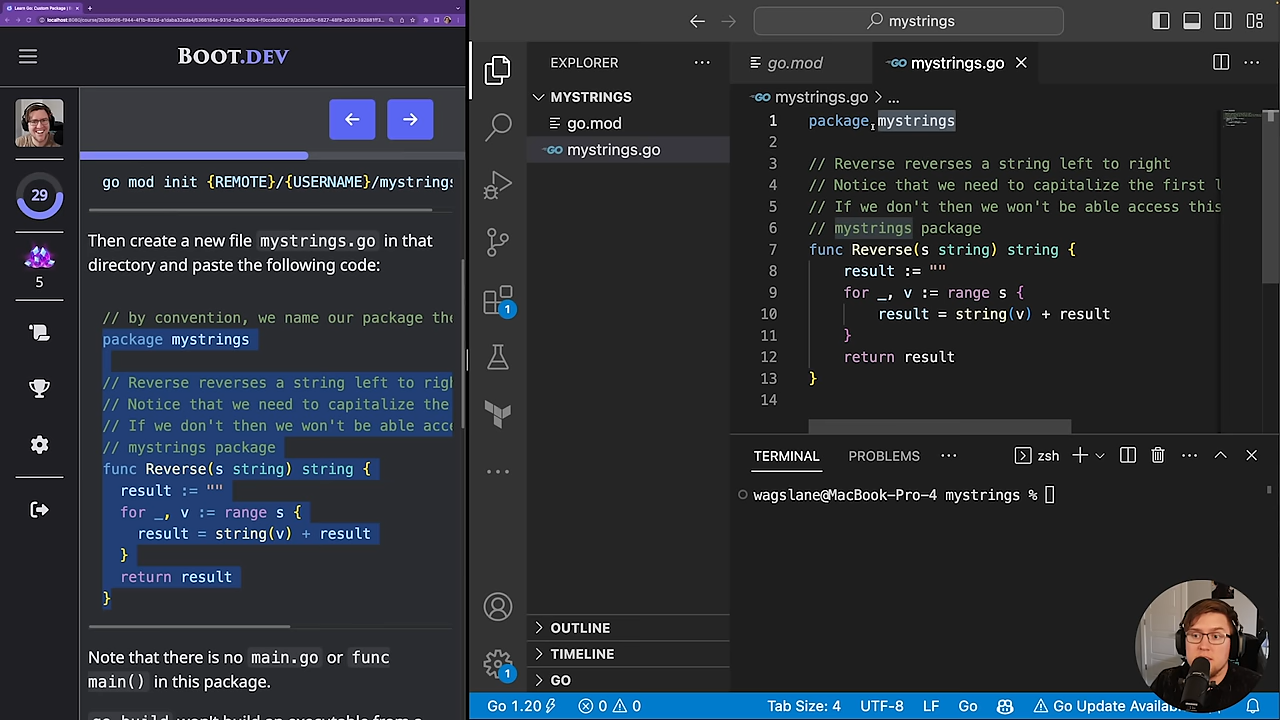 Learn Go: Custom Package
BOOT.DEV
29
5
go mod init {REMOTE}/{USERNAME}/mystrings
Then create a new file mystrings.go in that
directory and paste the following code:
// by convention, we name our package the
package mystrings
// Reverse reverses a string left to righ
// Notice that we need to capitalize the
// If we don't then we won't be able acce
// mystrings package
func Reverse(s string) string {
result := ""
for _, v := range s {
result = string(v) + result
}
return result
}
Note that there is no main.go or func
main() in this package.
mystrings
EXPLORER
MYSTRINGS
go.mod
mystrings.go
1
OUTLINE
TIMELINE
GO
1
go.mod
mystrings.go
mystrings.go > ...
1 package mystrings
2
3 // Reverse reverses a string left to right
4 // Notice that we need to capitalize the first l
5 // If we don't then we won't be able access this
6 // mystrings package
7 func Reverse(s string) string {
8 result := ""
9 for _, v := range s {
10 result = string(v) + result
11 }
12 return result
13 }
14
TERMINAL PROBLEMS ... zsh
wagslane@MacBook-Pro-4 mystrings %
Go 1.20 0 0 Tab Size: 4 UTF-8 LF Go Go Update Availab